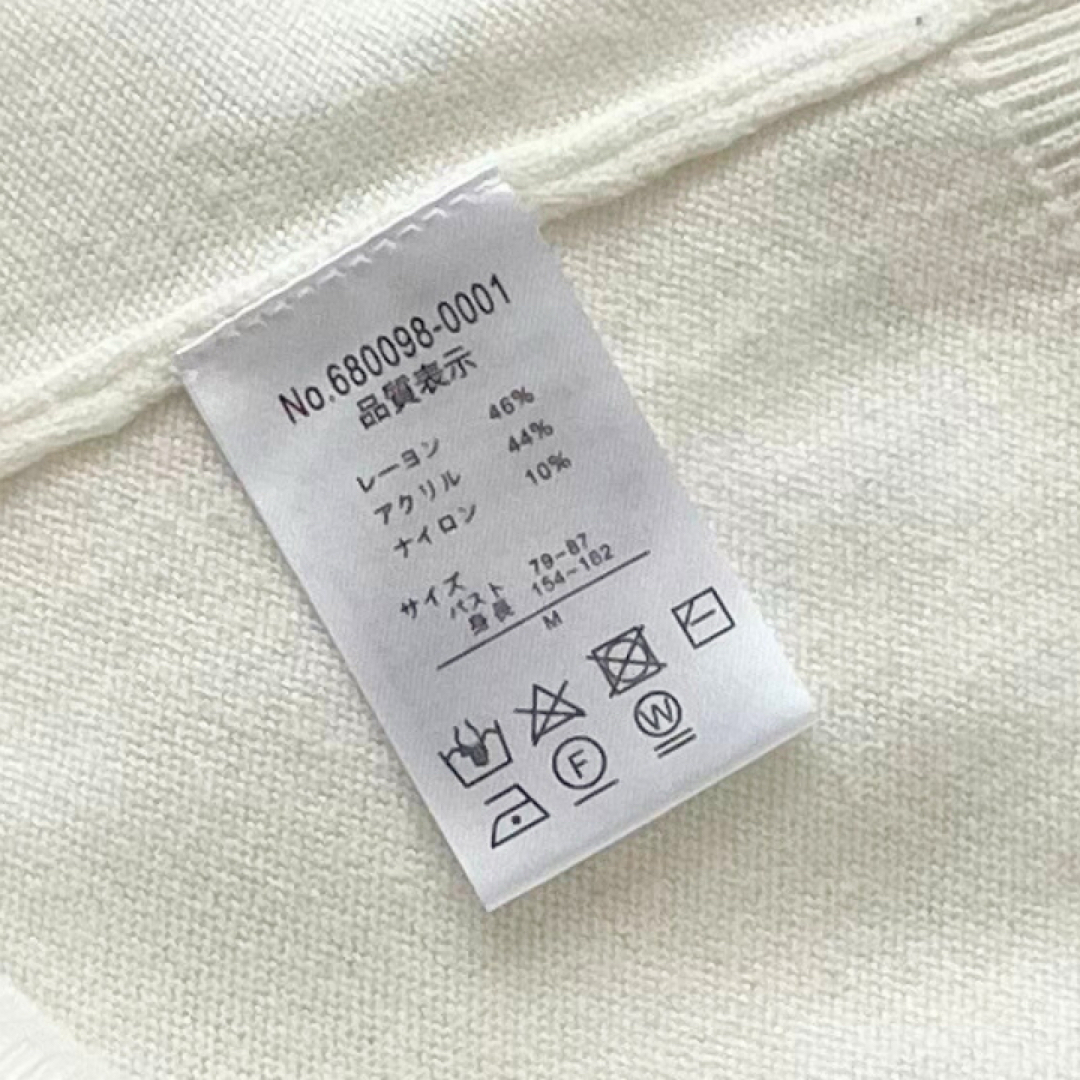 No.680098-0001
品質表示
レーヨン 46%
アクリル 44%
ナイロン 10%
サイズ
バスト 79-87
身長 154~162
M
F
W